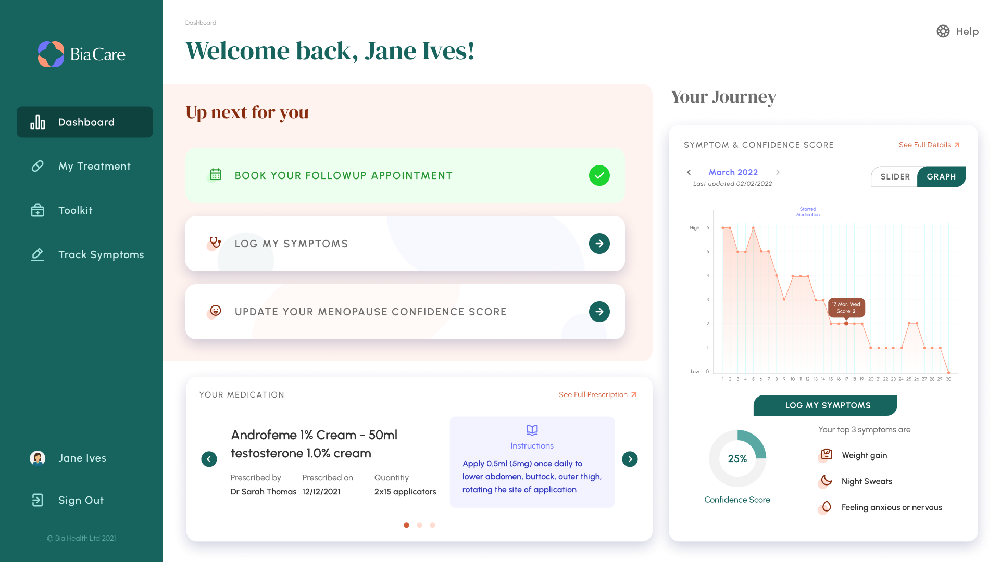 BiaCare
Dashboard
My Treatment
Toolkit
Track Symptoms
Jane Ives
Sign Out
© Bia Health Ltd 2021
Dashboard
Welcome back, Jane Ives!
Help
Up next for you
BOOK YOUR FOLLOWUP APPOINTMENT
LOG MY SYMPTOMS
UPDATE YOUR MENOPAUSE CONFIDENCE SCORE
YOUR MEDICATION
See Full Prescription
Androfeme 1% Cream - 50ml
testosterone 1.0% cream
Prescribed by
Dr Sarah Thomas
Prescribed on
12/12/2021
Quantitiy
2x15 applicators
Instructions
Apply 0.5ml (5mg) once daily to
lower abdomen, buttock, outer thigh,
rotating the site of application
Your Journey
SYMPTOM & CONFIDENCE SCORE
See Full Details
March 2022
Last updated 02/02/2022
SLIDER
GRAPH
Started
Medication
High 6
5
4
3
2
1
Low 0
17 Mar, Wed
Score: 2
1 2 3 4 5 6 7 8 9 10 11 12 13 14 15 16 17 18 19 20 21 22 23 24 25 26 27 28 29 30
LOG MY SYMPTOMS
25%
Confidence Score
Your top 3 symptoms are
Weight gain
Night Sweats
Feeling anxious or nervous